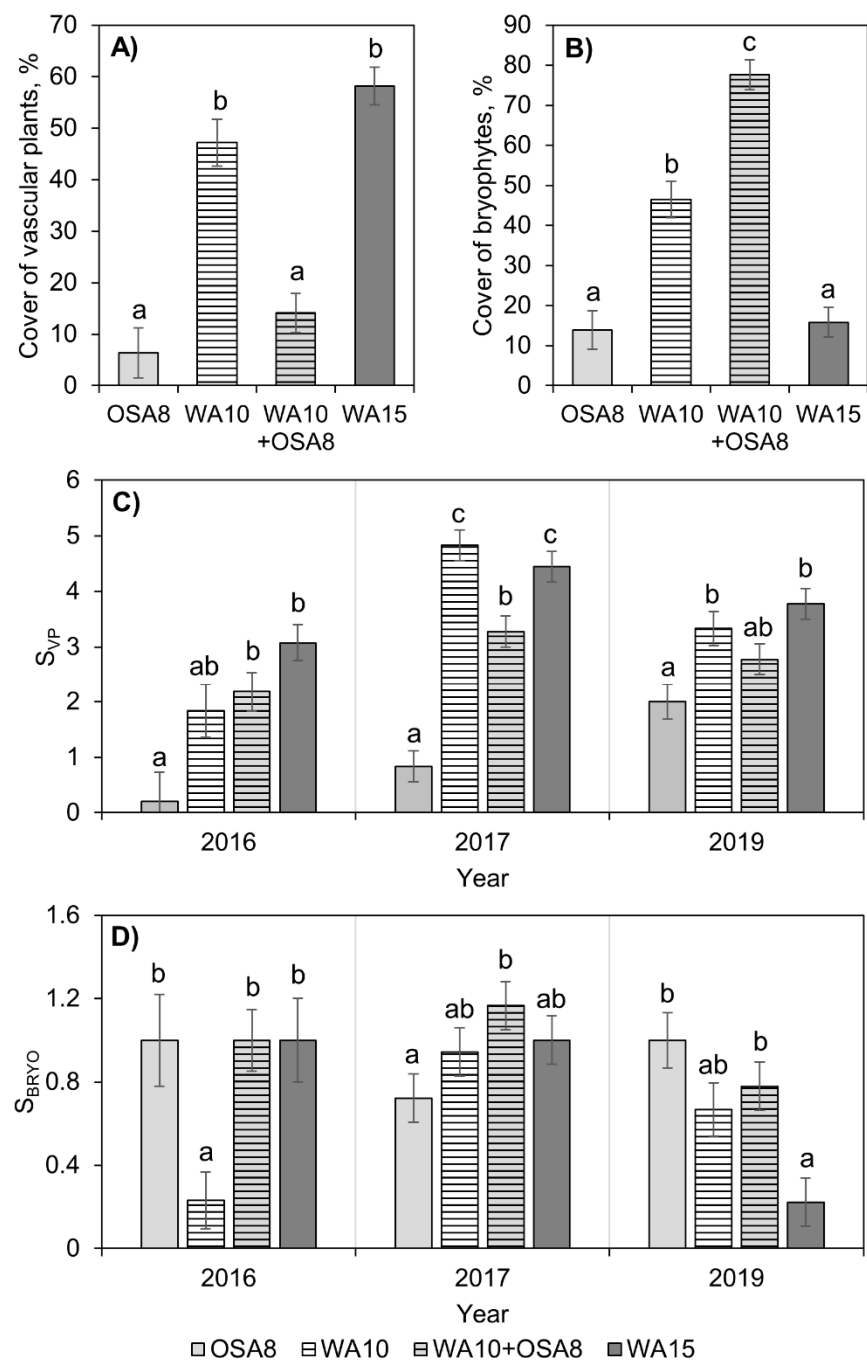 A)
Cover of vascular plants, %
70
60
50
40
30
20
10
0
a
b
a
b
OSA8 WA10 WA10 WA15
+OSA8
B)
Cover of bryophytes, %
90
80
70
60
50
40
30
20
10
0
a
b
c
a
OSA8 WA10 WA10 WA15
+OSA8
C)
SVP
6
5
4
3
2
1
0
a ab b b
a c b c
a b ab b
2016 2017 2019
Year
D)
SBRYO
1.6
1.2
0.8
0.4
0
b a b b
a ab b ab
b ab b a
2016 2017 2019
Year
OSA8 WA10 WA10+OSA8 WA15